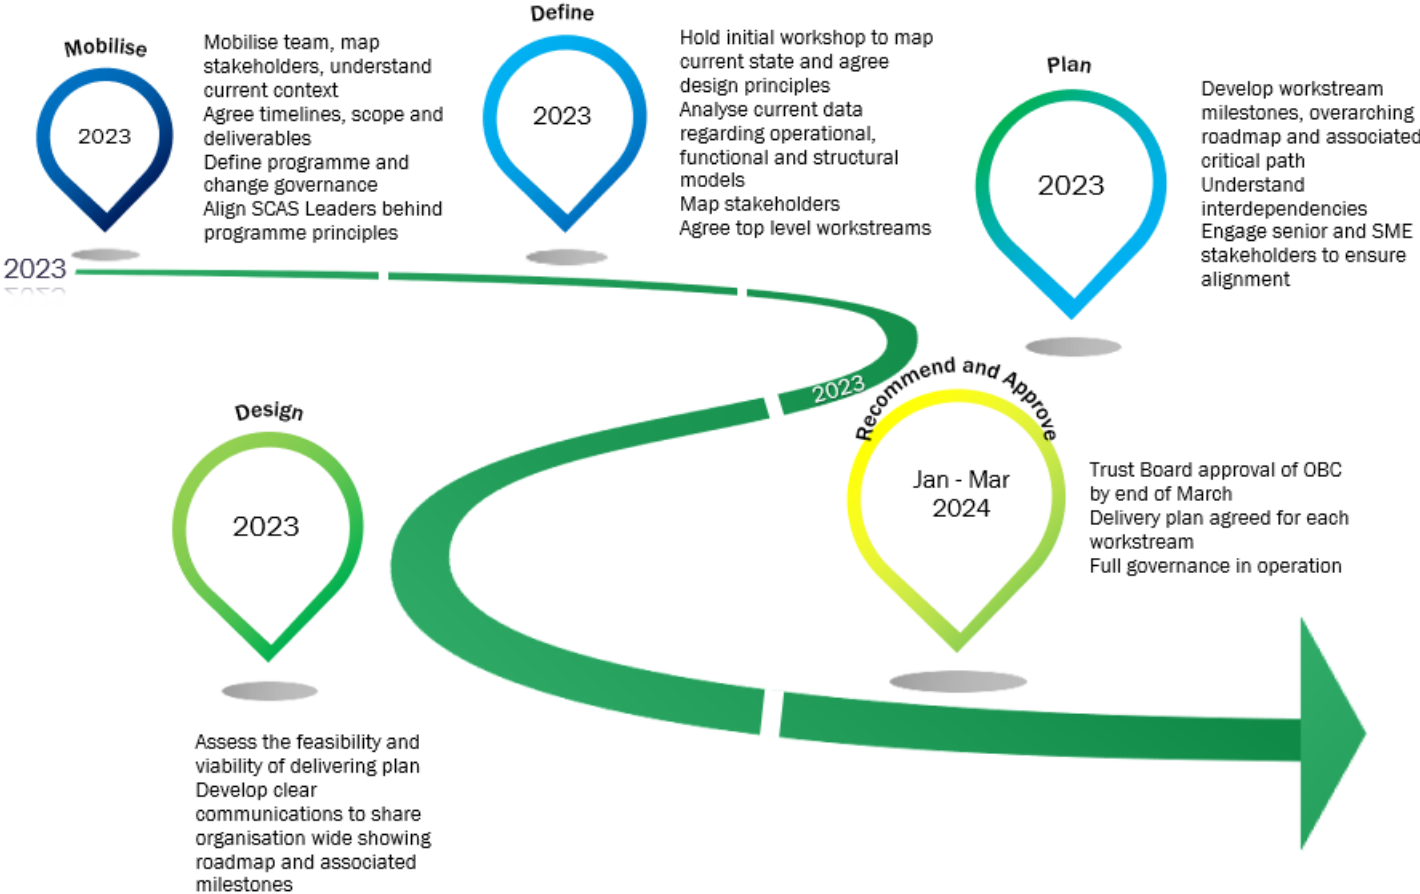 Mobilise
2023
Mobilise team, map
stakeholders, understand
current context
Agree timelines, scope and
deliverables
Define programme and
change governance
Align SCAS Leaders behind
programme principles
Define
2023
Hold initial workshop to map
current state and agree
design principles
Analyse current data
regarding operational,
functional and structural
models
Map stakeholders
Agree top level workstreams
Plan
2023
Develop workstream
milestones, overarching
roadmap and associated
critical path
Understand
interdependencies
Engage senior and SME
stakeholders to ensure
alignment
2023
2023
Design
2023
Assess the feasibility and
viability of delivering plan
Develop clear
communications to share
organisation wide showing
roadmap and associated
milestones
Recommend and Approve
Jan - Mar
2024
Trust Board approval of OBC
by end of March
Delivery plan agreed for each
workstream
Full governance in operation